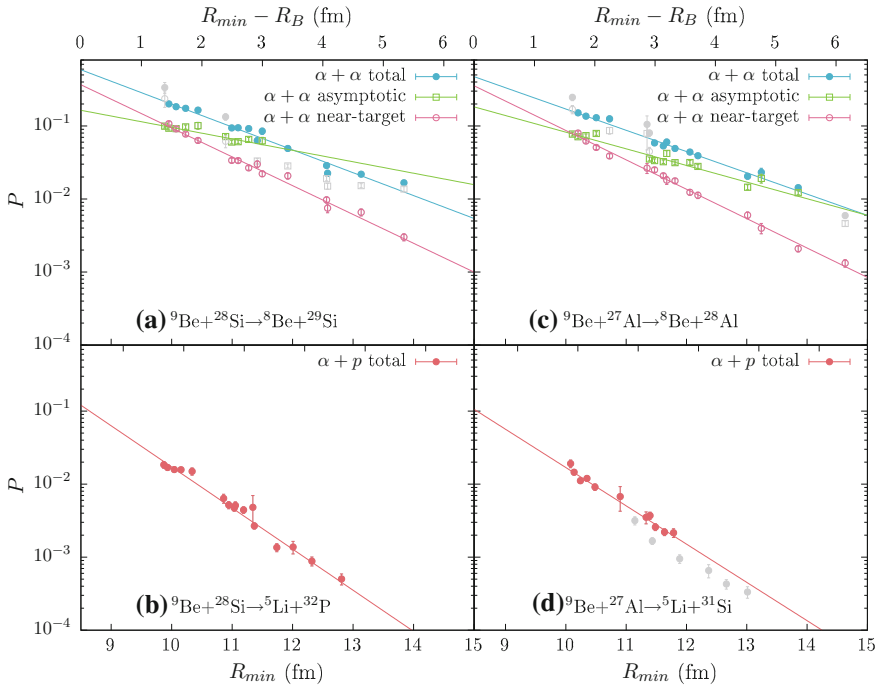 R_min − R_B (fm) R_min − R_B (fm)
0 1 2 3 4 5 6 0 1 2 3 4 5 6
α + α total α + α total
α + α asymptotic α + α asymptotic
α + α near-target α + α near-target
10⁻¹
10⁻²
10⁻³
10⁻⁴
P
(a) ⁹Be+²⁸Si→⁸Be+²⁹Si (c) ⁹Be+²⁷Al→⁸Be+²⁸Al
α + p total α + p total
10⁻¹
10⁻²
10⁻³
10⁻⁴
P
(b) ⁹Be+²⁸Si→⁵Li+³²P (d) ⁹Be+²⁷Al→⁵Li+³¹Si
9 10 11 12 13 14 15 9 10 11 12 13 14 15
R_min (fm) R_min (fm)